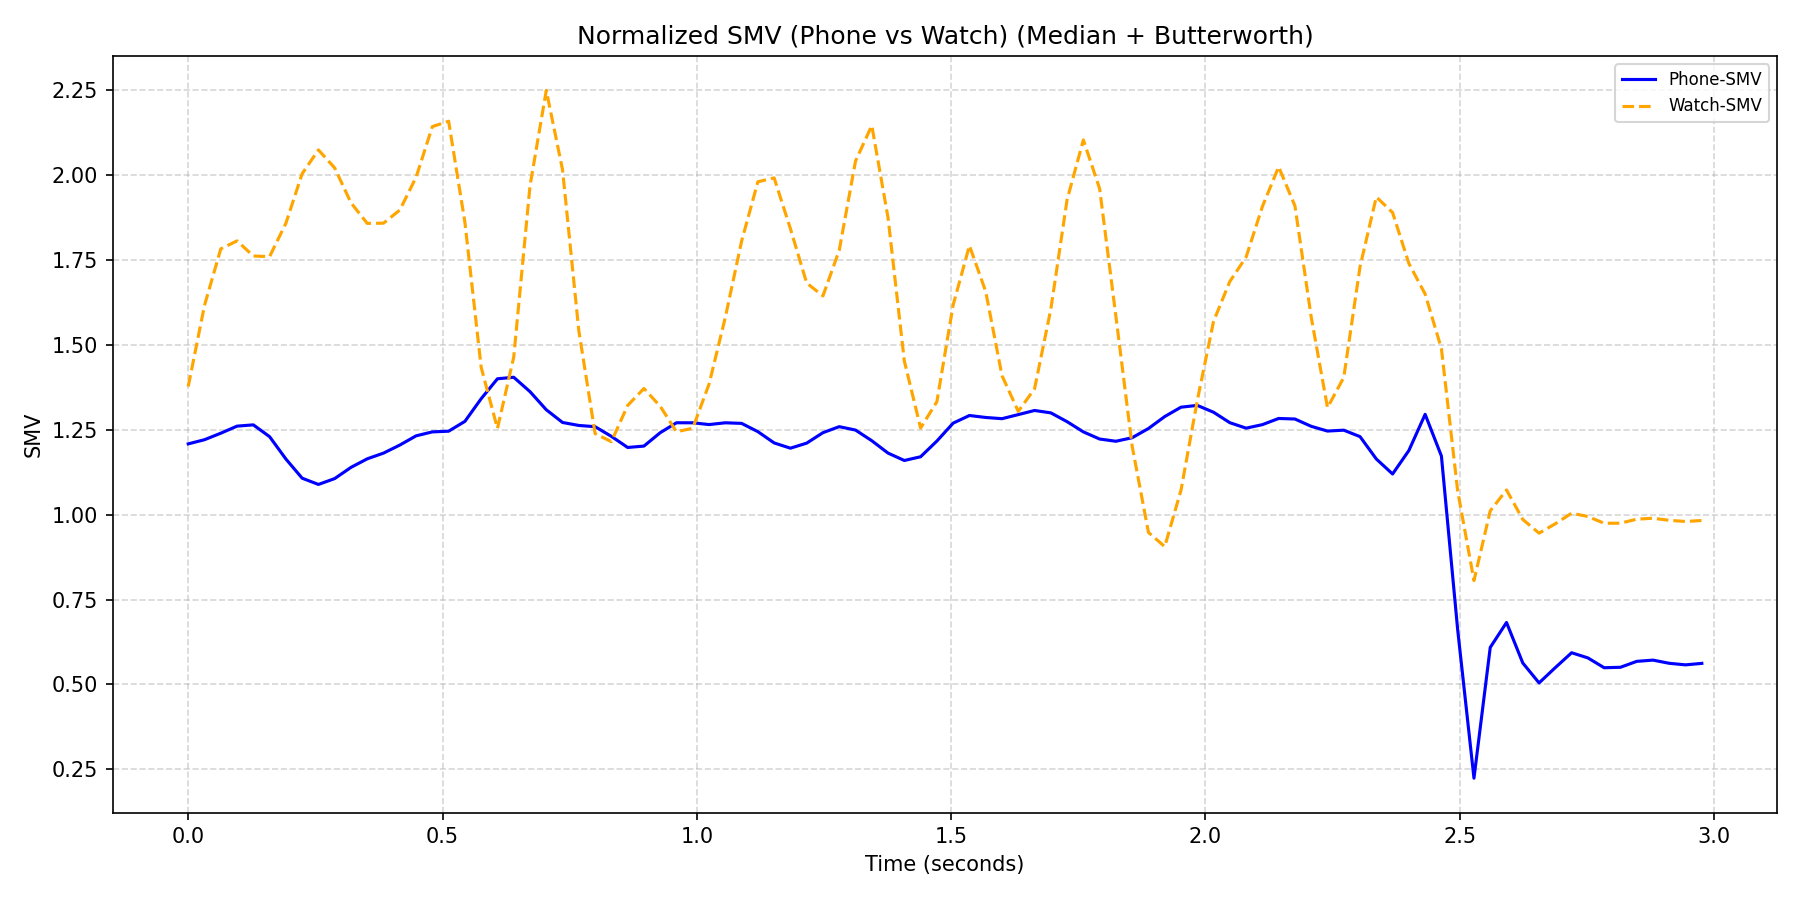 Normalized SMV (Phone vs Watch) (Median + Butterworth)
Phone-SMV
Watch-SMV
2.25
2.00
1.75
1.50
1.25
1.00
0.75
0.50
0.25
SMV
0.0 0.5 1.0 1.5 2.0 2.5 3.0
Time (seconds)